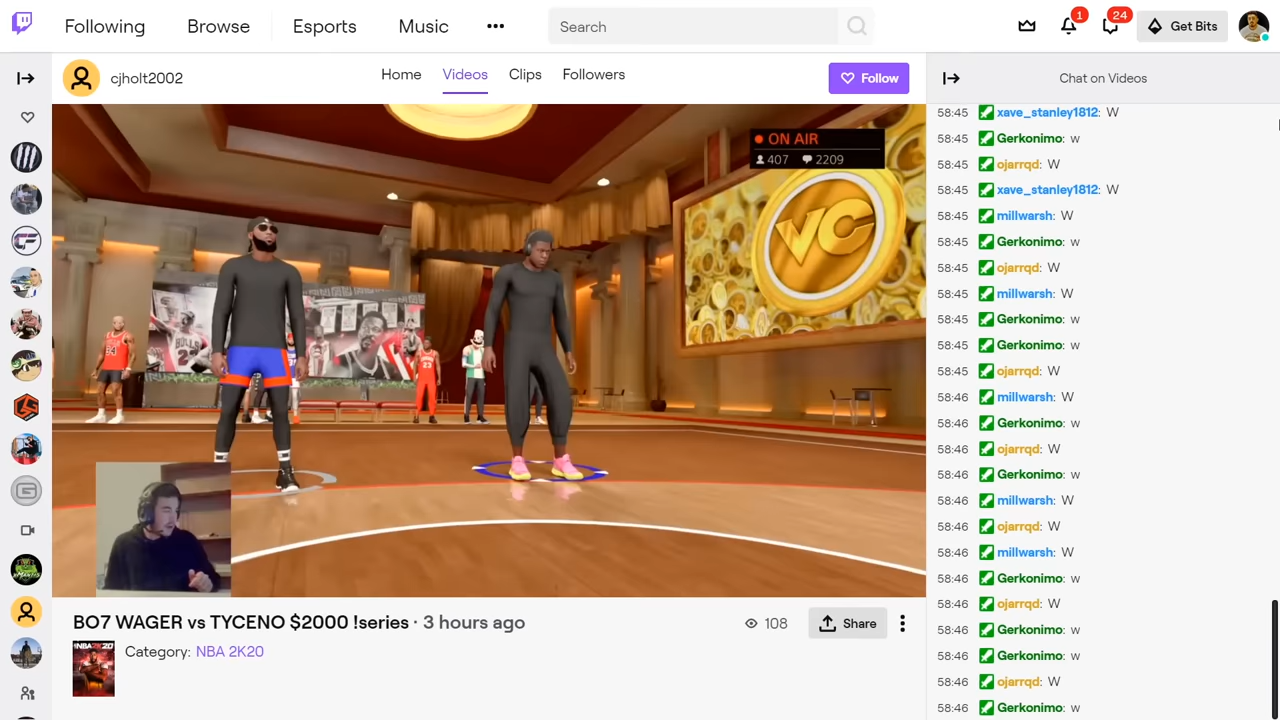 Following
Browse
Esports
Music
Search
1
24
Get Bits
cjholt2002
Home
Videos
Clips
Followers
Follow
Chat on Videos
ON AIR
407
2209
VC
23
BO7 WAGER vs TYCENO $2000 !series · 3 hours ago
108
Share
NBA 2K20
Category: NBA 2K20
58:45 xave_stanley1812: W
58:45 Gerkonimo: w
58:45 ojarrqd: W
58:45 xave_stanley1812: W
58:45 millwarsh: W
58:45 Gerkonimo: w
58:45 ojarrqd: W
58:45 millwarsh: W
58:45 Gerkonimo: w
58:45 Gerkonimo: w
58:45 ojarrqd: W
58:46 millwarsh: W
58:46 Gerkonimo: w
58:46 ojarrqd: W
58:46 Gerkonimo: w
58:46 millwarsh: W
58:46 ojarrqd: W
58:46 millwarsh: W
58:46 Gerkonimo: w
58:46 ojarrqd: W
58:46 Gerkonimo: w
58:46 Gerkonimo: w
58:46 ojarrqd: W
58:46 Gerkonimo: w